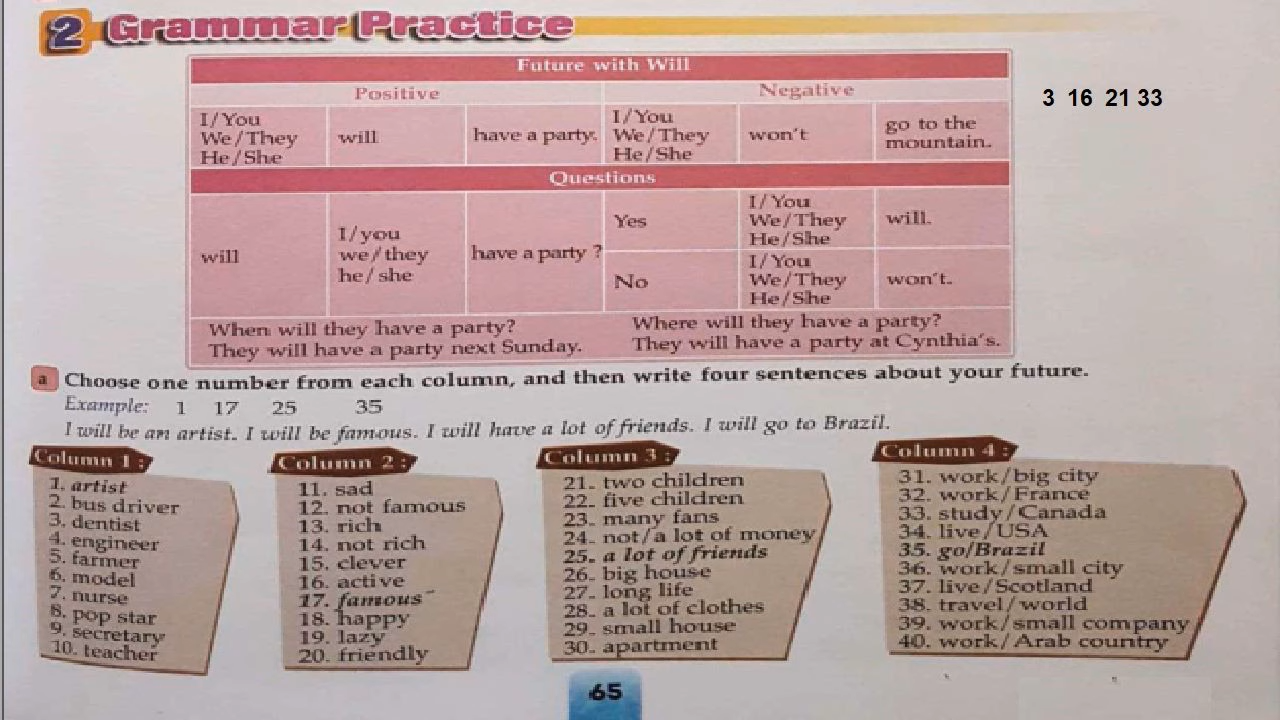 2 Grammar Practice
Future with Will
Positive Negative
I/You
We/They
He/She
will
have a party.
I/You
We/They
He/She
won't
go to the
mountain.
3 16 21 33
Questions
will
I/you
we/they
he/she
have a party ?
Yes
I/You
We/They
He/She
will.
No
I/You
We/They
He/She
won't.
When will they have a party?
They will have a party next Sunday.
Where will they have a party?
They will have a party at Cynthia's.
a Choose one number from each column, and then write four sentences about your future.
Example: 1 17 25 35
I will be an artist. I will be famous. I will have a lot of friends. I will go to Brazil.
Column 1 :
1. artist
2. bus driver
3. dentist
4. engineer
5. farmer
6. model
7. nurse
8. pop star
9. secretary
10. teacher
Column 2 :
11. sad
12. not famous
13. rich
14. not rich
15. clever
16. active
17. famous
18. happy
19. lazy
20. friendly
Column 3 :
21. two children
22. five children
23. many fans
24. not/a lot of money
25. a lot of friends
26. big house
27. long life
28. a lot of clothes
29. small house
30. apartment
Column 4 :
31. work/big city
32. work/France
33. study/Canada
34. live/USA
35. go/Brazil
36. work/small city
37. live/Scotland
38. travel/world
39. work/small company
40. work/Arab country
65